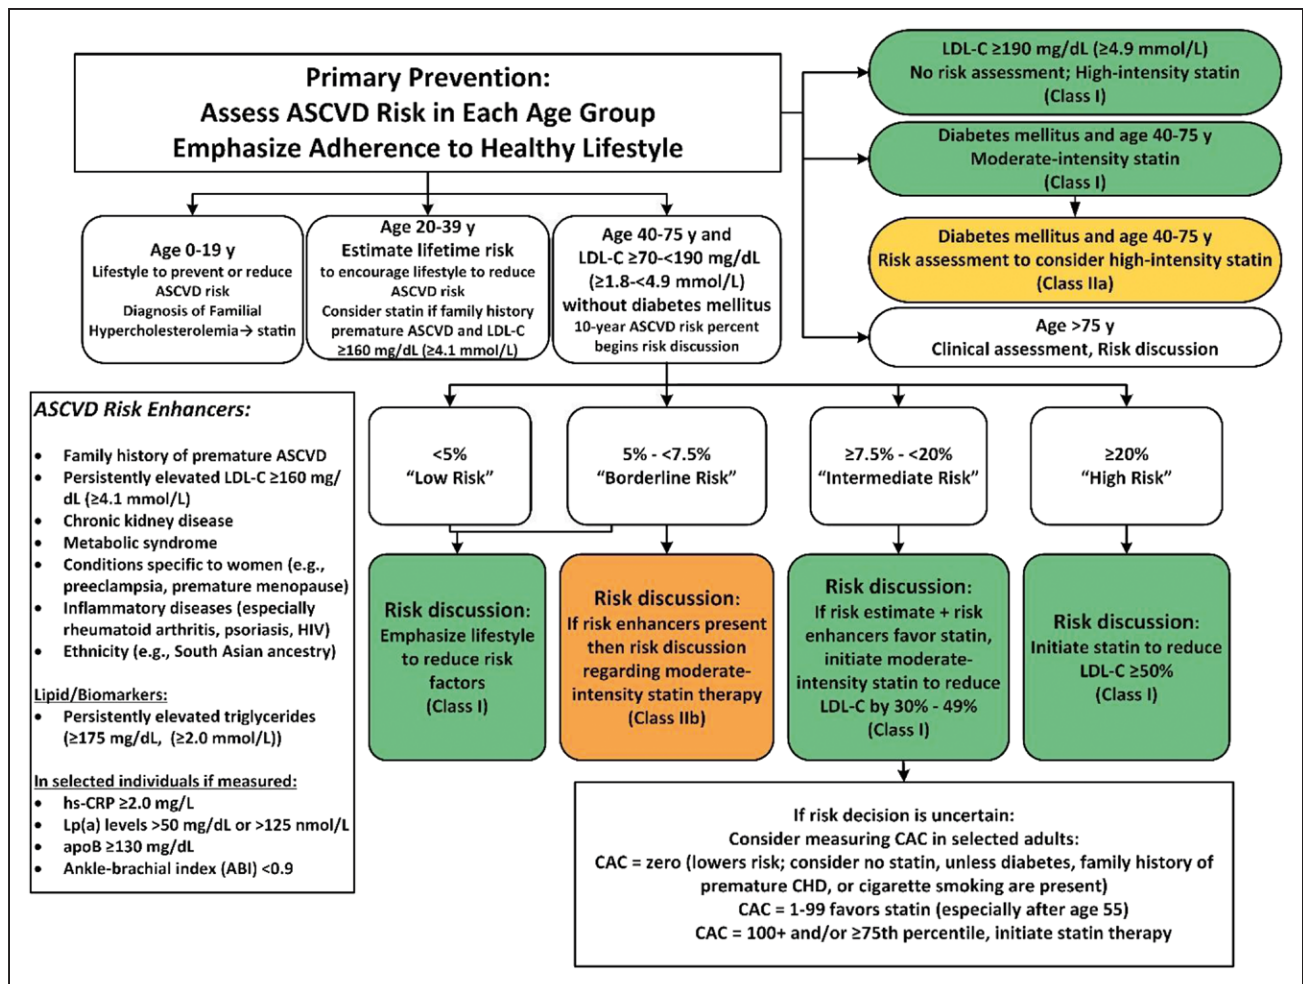 Primary Prevention:
Assess ASCVD Risk in Each Age Group
Emphasize Adherence to Healthy Lifestyle
LDL-C ≥190 mg/dL (≥4.9 mmol/L)
No risk assessment; High-intensity statin
(Class I)
Diabetes mellitus and age 40-75 y
Moderate-intensity statin
(Class I)
Diabetes mellitus and age 40-75 y
Risk assessment to consider high-intensity statin
(Class IIa)
Age >75 y
Clinical assessment, Risk discussion
Age 0-19 y
Lifestyle to prevent or reduce
ASCVD risk
Diagnosis of Familial
Hypercholesterolemia→ statin
Age 20-39 y
Estimate lifetime risk
to encourage lifestyle to reduce
ASCVD risk
Consider statin if family history
premature ASCVD and LDL-C
≥160 mg/dL (≥4.1 mmol/L)
Age 40-75 y and
LDL-C ≥70-<190 mg/dL
(≥1.8-<4.9 mmol/L)
without diabetes mellitus
10-year ASCVD risk percent
begins risk discussion
<5%
“Low Risk”
5% - <7.5%
“Borderline Risk”
≥7.5% - <20%
“Intermediate Risk”
≥20%
“High Risk”
Risk discussion:
Emphasize lifestyle
to reduce risk
factors
(Class I)
Risk discussion:
If risk enhancers present
then risk discussion
regarding moderate-
intensity statin therapy
(Class IIb)
Risk discussion:
If risk estimate + risk
enhancers favor statin,
initiate moderate-
intensity statin to reduce
LDL-C by 30% - 49%
(Class I)
Risk discussion:
Initiate statin to reduce
LDL-C ≥50%
(Class I)
If risk decision is uncertain:
Consider measuring CAC in selected adults:
CAC = zero (lowers risk; consider no statin, unless diabetes, family history of
premature CHD, or cigarette smoking are present)
CAC = 1-99 favors statin (especially after age 55)
CAC = 100+ and/or ≥75th percentile, initiate statin therapy
ASCVD Risk Enhancers:
• Family history of premature ASCVD
• Persistently elevated LDL-C ≥160 mg/
dL (≥4.1 mmol/L)
• Chronic kidney disease
• Metabolic syndrome
• Conditions specific to women (e.g.,
preeclampsia, premature menopause)
• Inflammatory diseases (especially
rheumatoid arthritis, psoriasis, HIV)
• Ethnicity (e.g., South Asian ancestry)
Lipid/Biomarkers:
• Persistently elevated triglycerides
(≥175 mg/dL, (≥2.0 mmol/L))
In selected individuals if measured:
• hs-CRP ≥2.0 mg/L
• Lp(a) levels >50 mg/dL or >125 nmol/L
• apoB ≥130 mg/dL
• Ankle-brachial index (ABI) <0.9